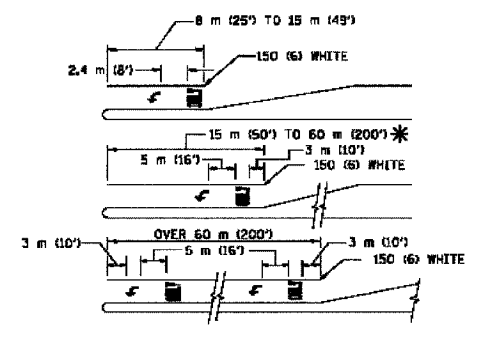 8 m (25') TO 15 m (49')
150 (6) WHITE
2.4 m (8')
15 m (50') TO 60 m (200')*
5 m (16')
3 m (10')
150 (6) WHITE
OVER 60 m (200')
3 m (10')
5 m (16')
3 m (10')
150 (6) WHITE